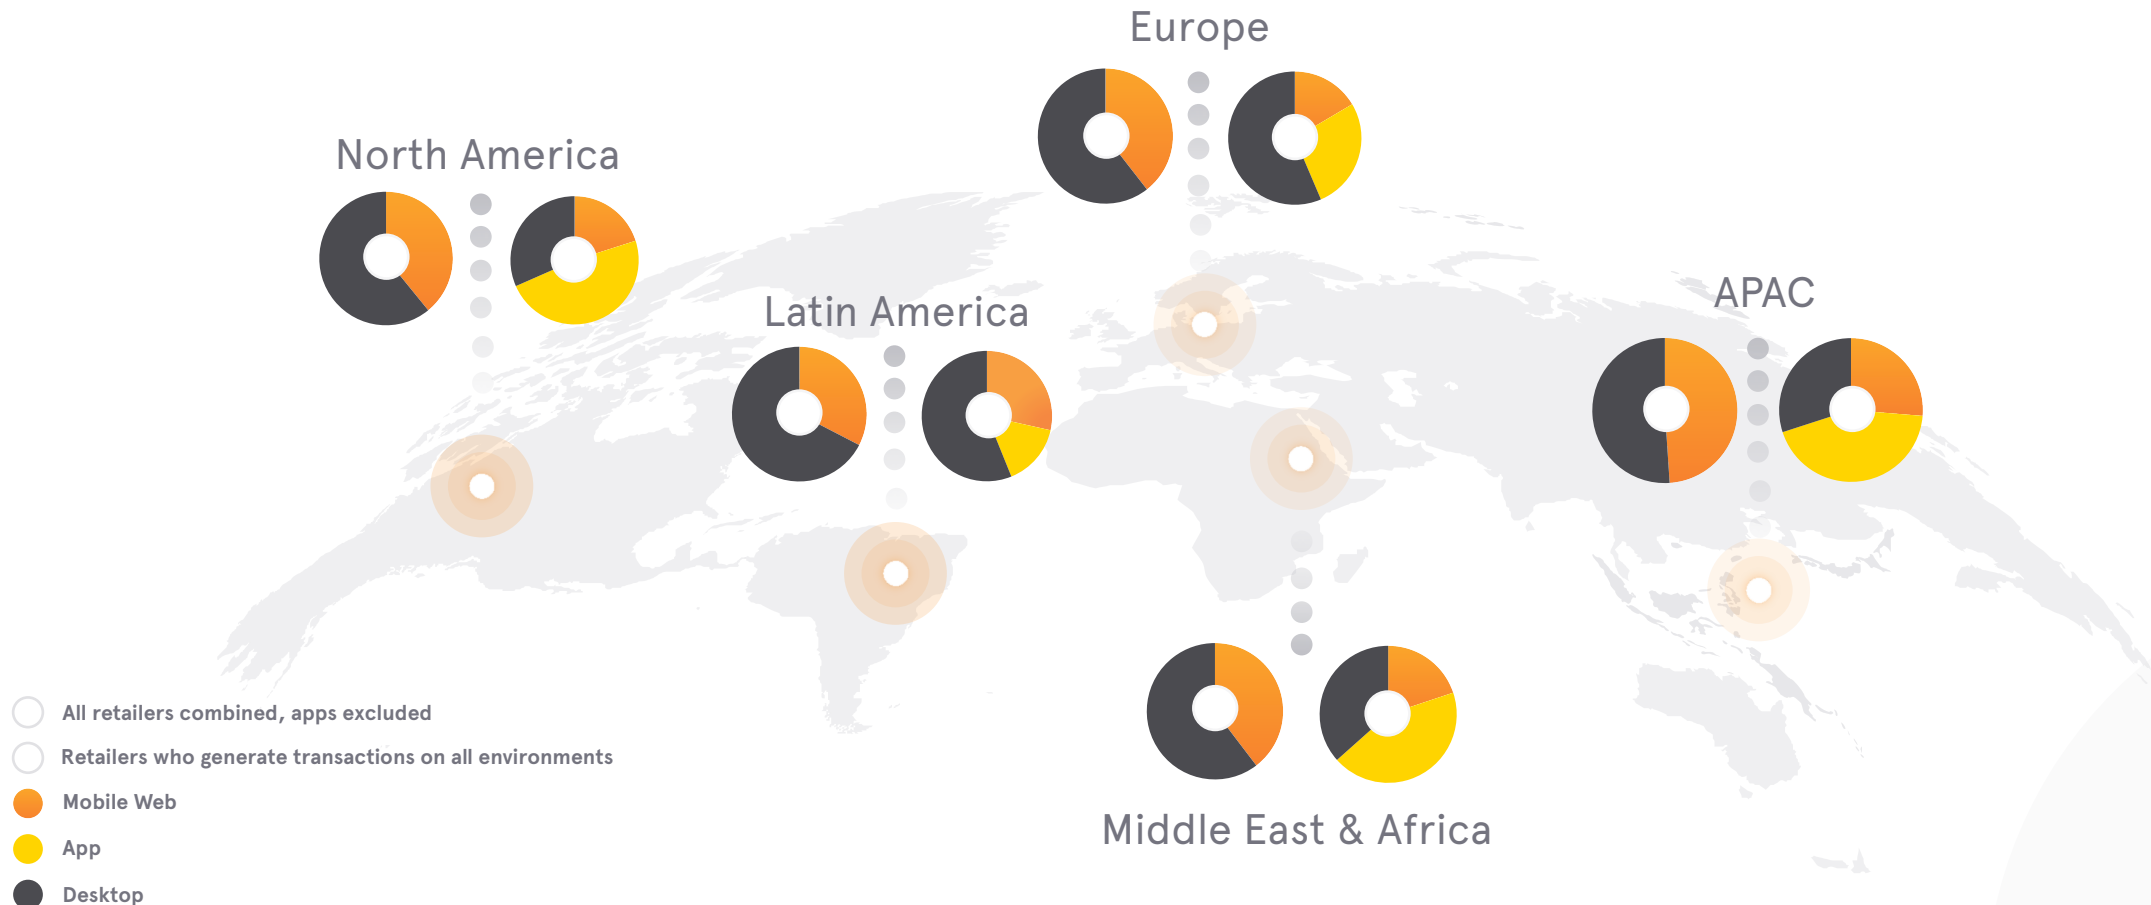 Europe
North America
Latin America
APAC
Middle East & Africa
All retailers combined, apps excluded
Retailers who generate transactions on all environments
Mobile Web
App
Desktop